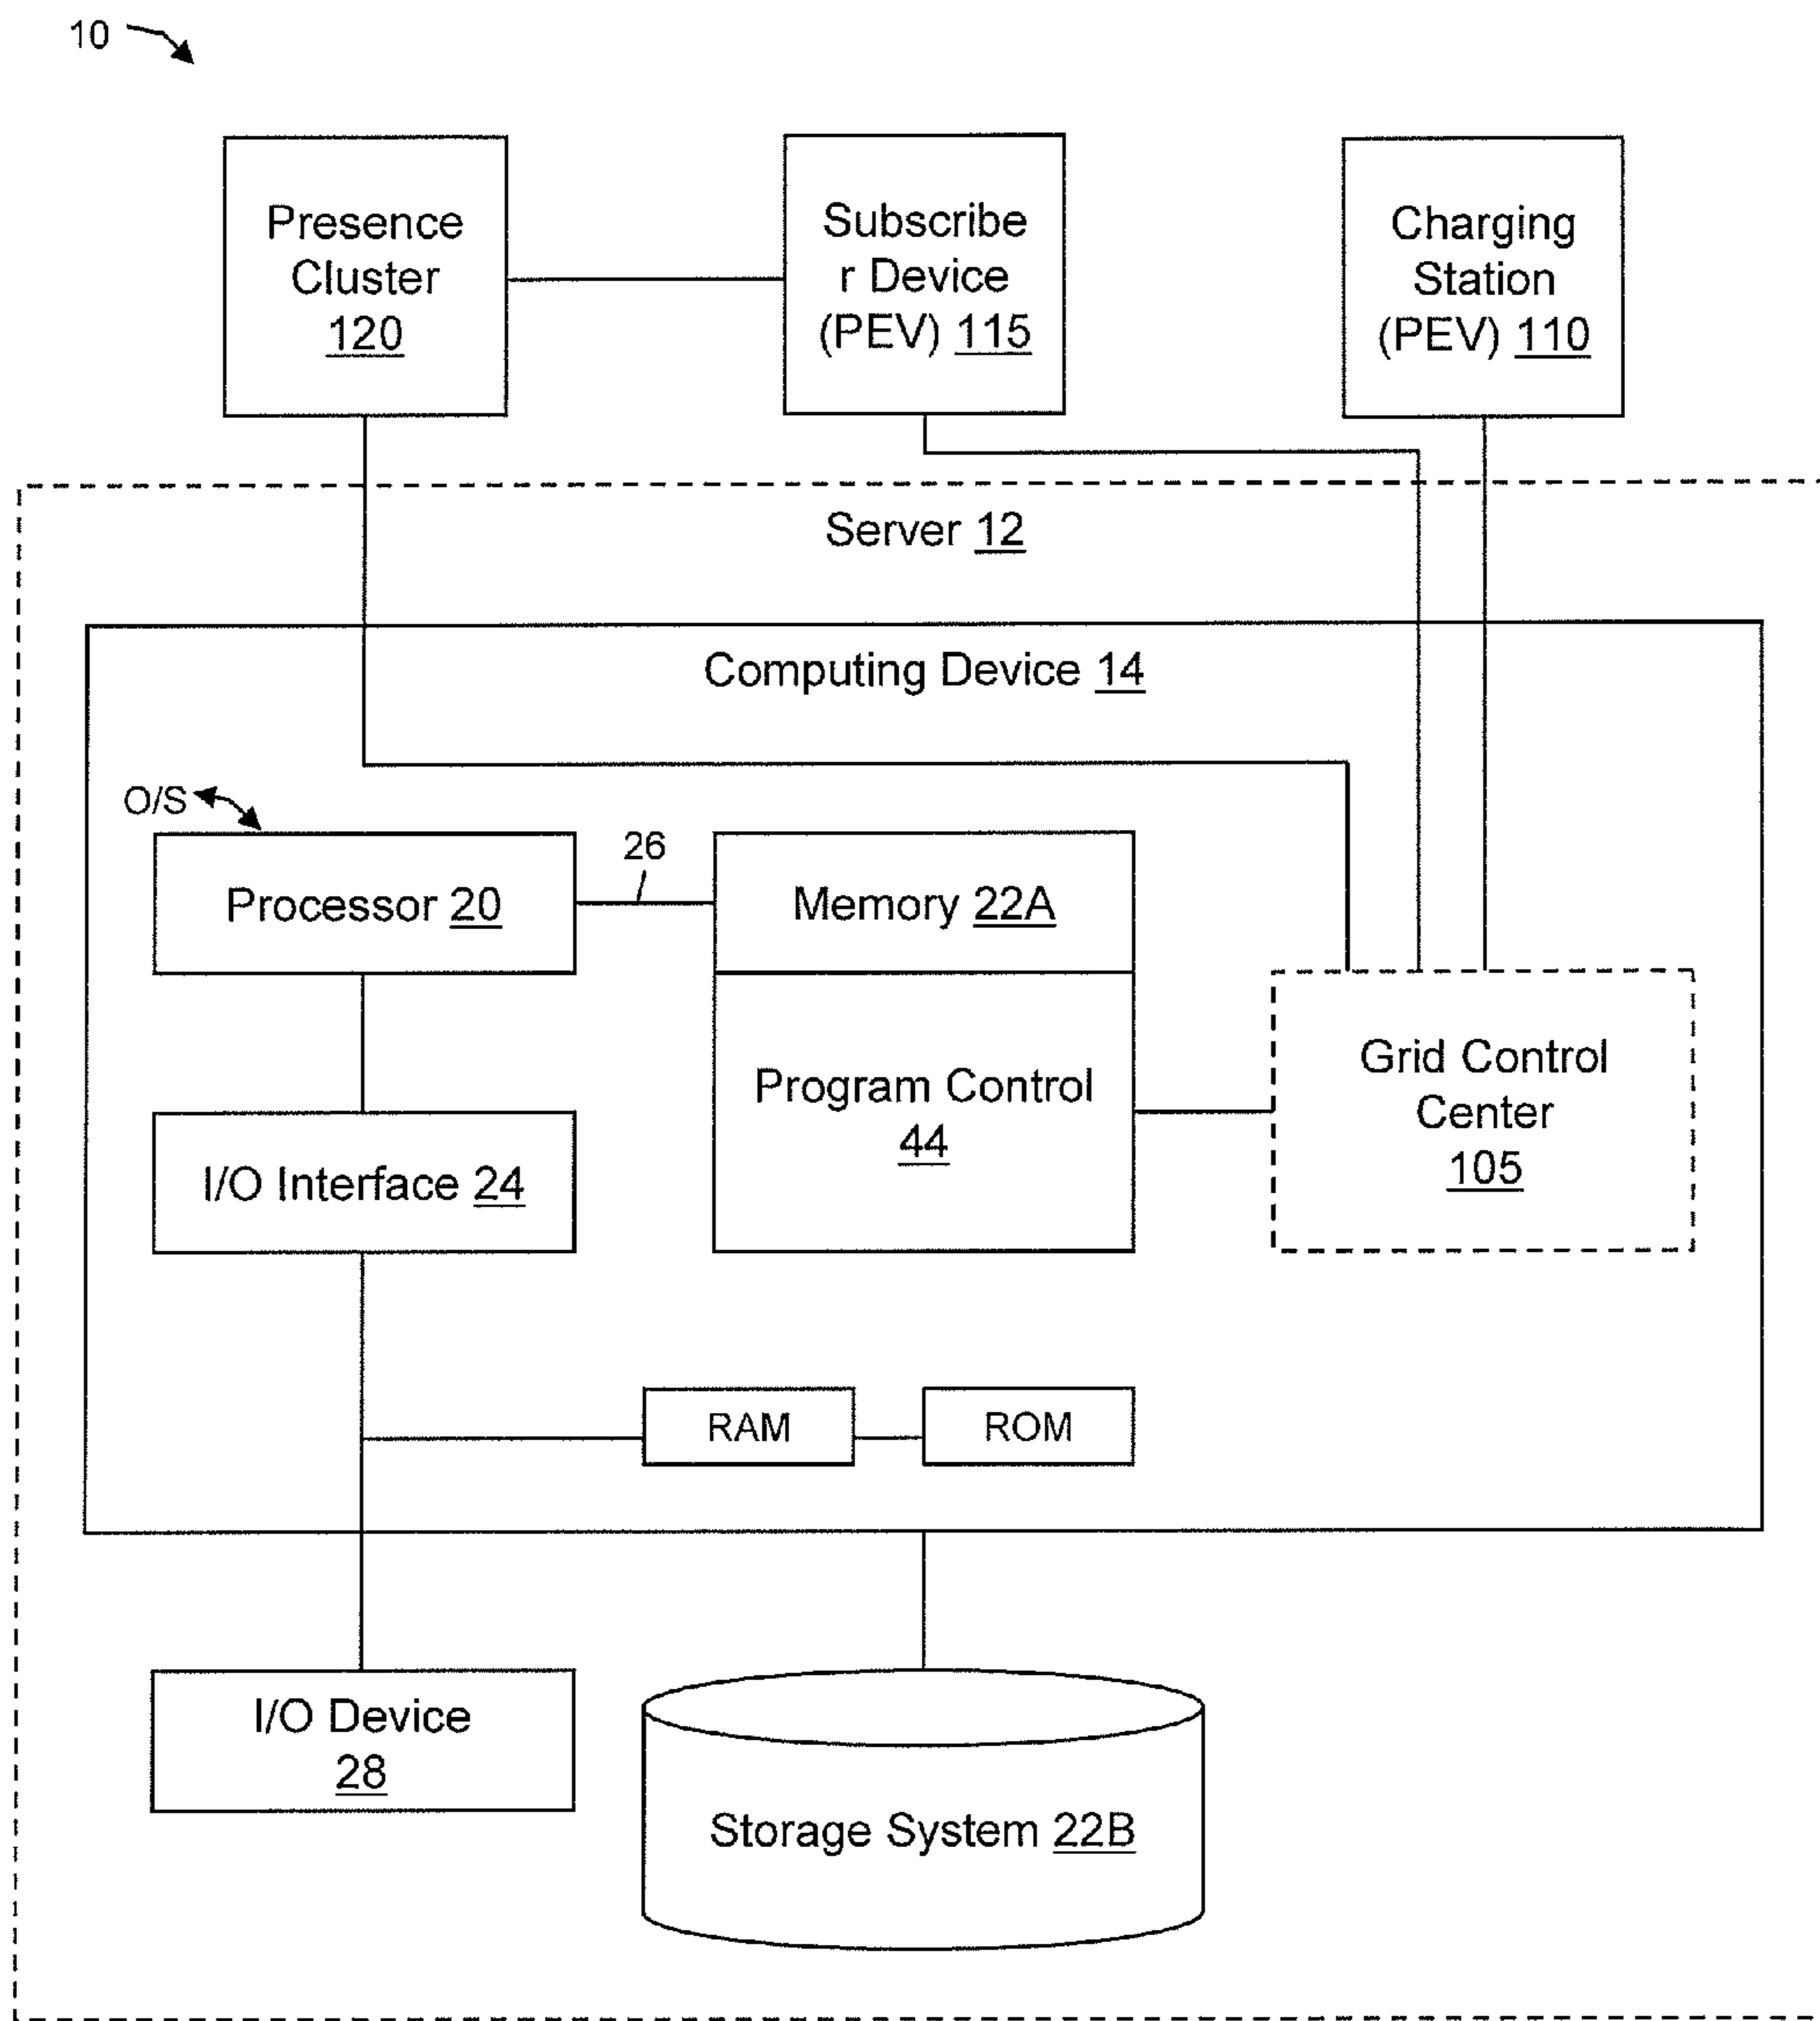 10
Presence
Cluster
120
Subscribe
r Device
(PEV) 115
Charging
Station
(PEV) 110
Server 12
Computing Device 14
O/S
Processor 20
26
Memory 22A
Program Control
44
Grid Control
Center
105
I/O Interface 24
RAM
ROM
I/O Device
28
Storage System 22B